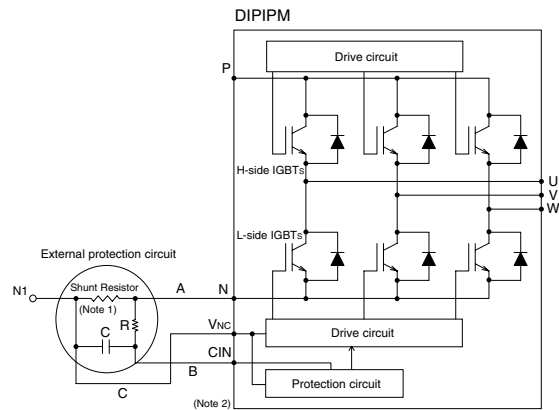 DIPIPM
Drive circuit
P
H-side IGBTs
U
V
W
L-side IGBTs
External protection circuit
N1
Shunt Resistor
(Note 1)
A
N
R
C
VNC
Drive circuit
CIN
B
C
Protection circuit
(Note 2)